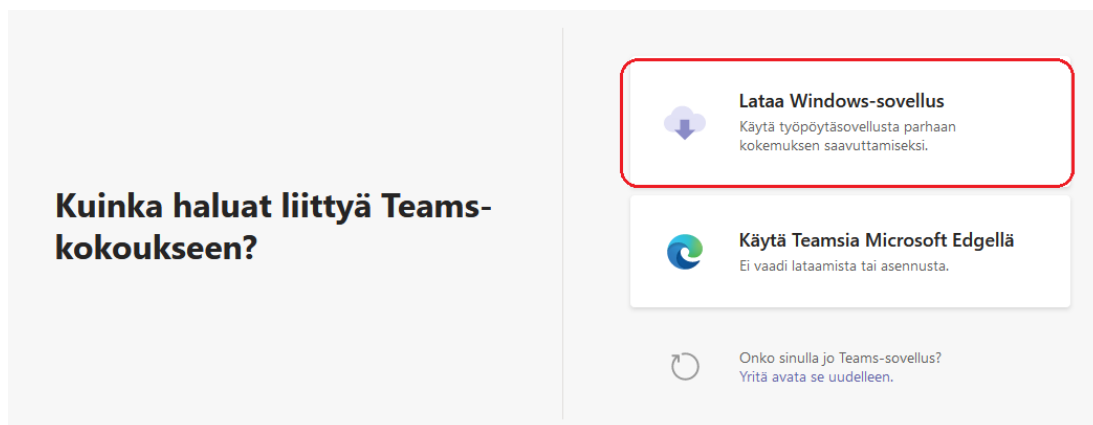 Kuinka haluat liittyä Teams-
kokoukseen?
Lataa Windows-sovellus
Käytä työpöytäsovellusta parhaan
kokemuksen saavuttamiseksi.
Käytä Teamsia Microsoft Edgellä
Ei vaadi lataamista tai asennusta.
Onko sinulla jo Teams-sovellus?
Yritä avata se uudelleen.